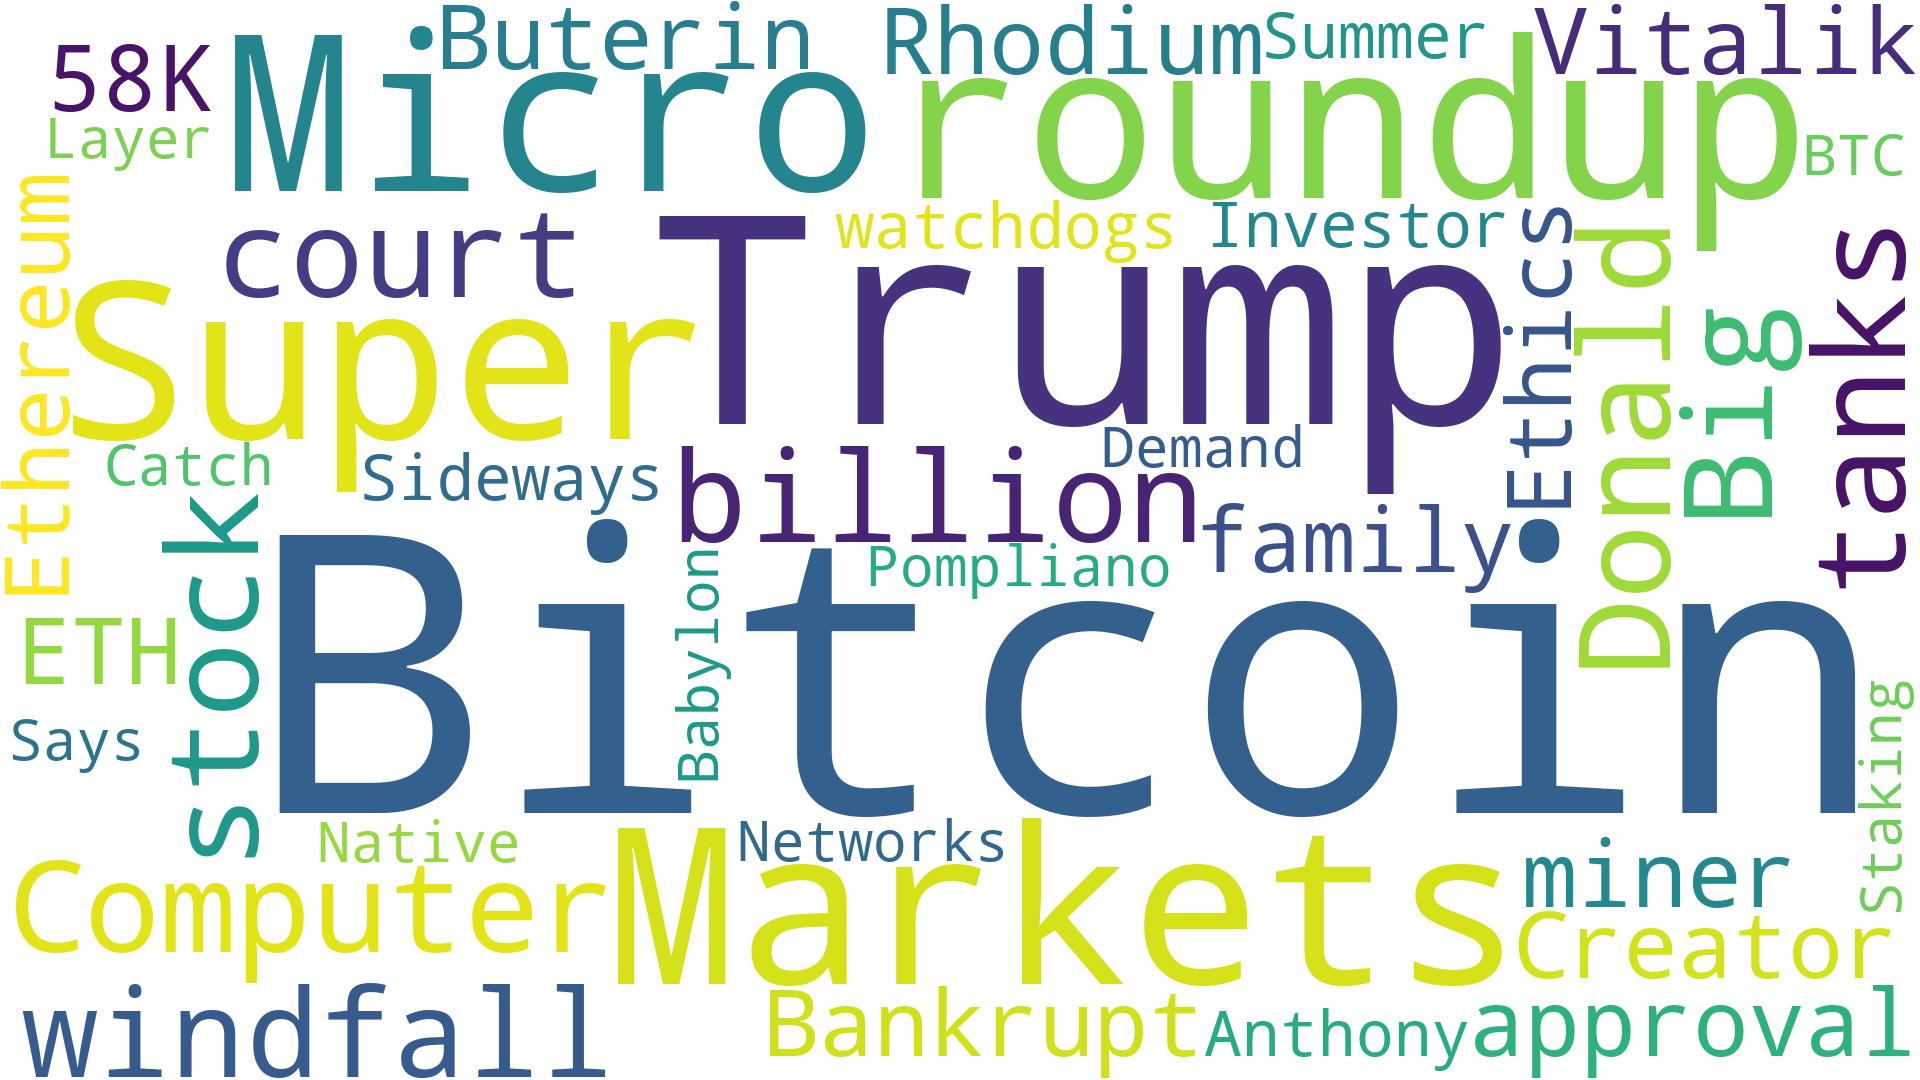 Buterin
Rhodium
Summer
Vitalik
58K
Micro
roundup
Layer
BTC
Ethereum
court
watchdogs
Investor
Ethics
Donald
Big
tanks
Super
Trump
Catch
Sideways
billion
Demand
family
stock
Babylon
Pompliano
ETH
Bitcoin
Says
Staking
Native
Networks
miner
Computer
Markets
Creator
windfall
Bankrupt
Anthony
approval